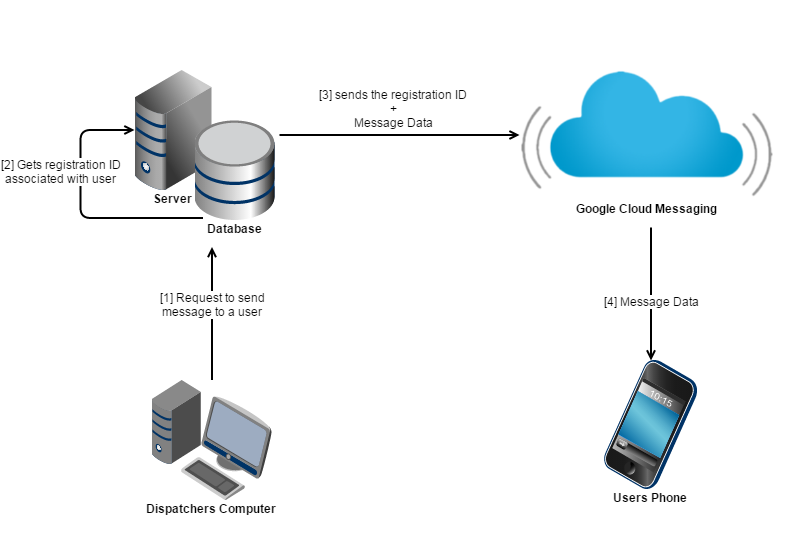 [3] sends the registration ID
+
Message Data
[2] Gets registration ID
associated with user
Server
Database
Google Cloud Messaging
[1] Request to send
message to a user
[4] Message Data
10:15
Dispatchers Computer
Users Phone